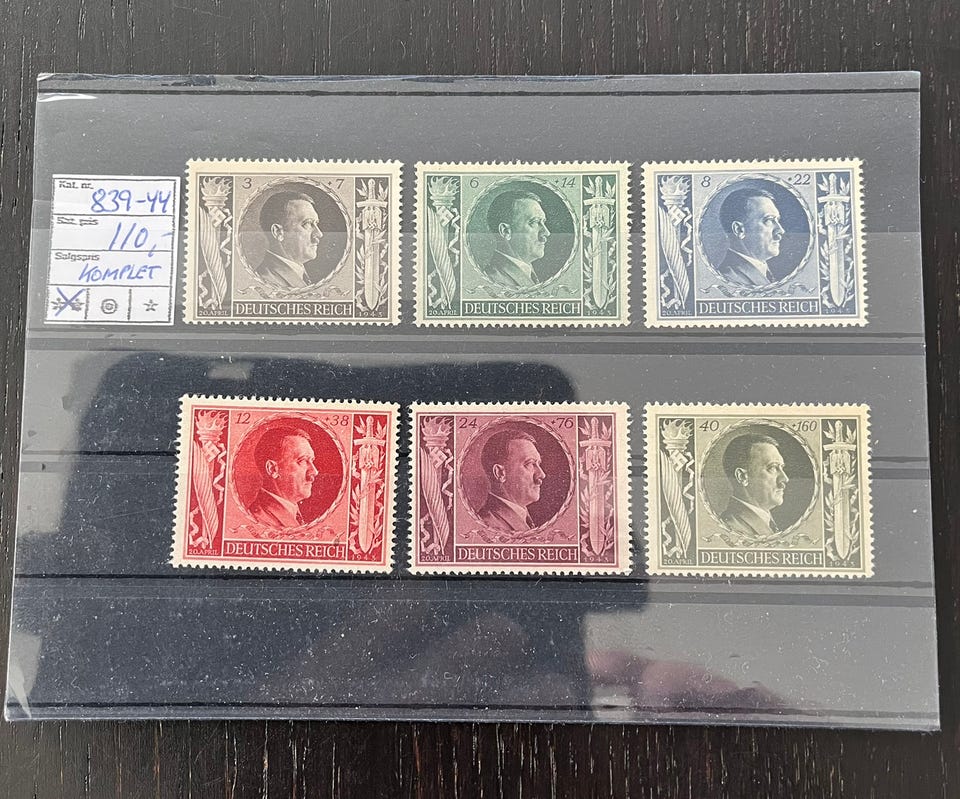 Kat. nr.
839-44
110,-
Salgspris
KOMPLET
3 +7
20.APRIL DEUTSCHES REICH 1943
6 +14
20.APRIL DEUTSCHES REICH 1943
8 +22
20.APRIL DEUTSCHES REICH 1943
12 +38
20.APRIL DEUTSCHES REICH 1943
24 +76
20.APRIL DEUTSCHES REICH 1943
40 +160
20.APRIL DEUTSCHES REICH 1943